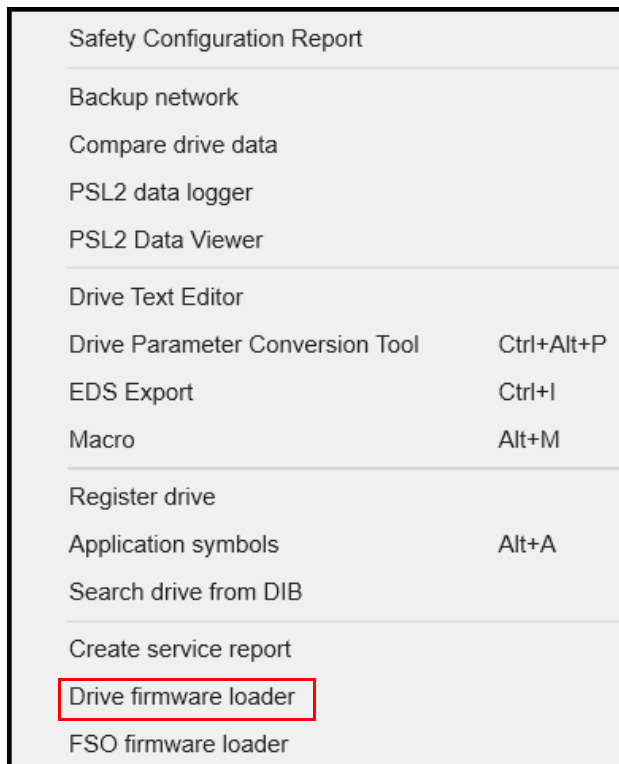 Safety Configuration Report
Backup network
Compare drive data
PSL2 data logger
PSL2 Data Viewer
Drive Text Editor
Drive Parameter Conversion Tool Ctrl+Alt+P
EDS Export Ctrl+I
Macro Alt+M
Register drive
Application symbols Alt+A
Search drive from DIB
Create service report
Drive firmware loader
FSO firmware loader